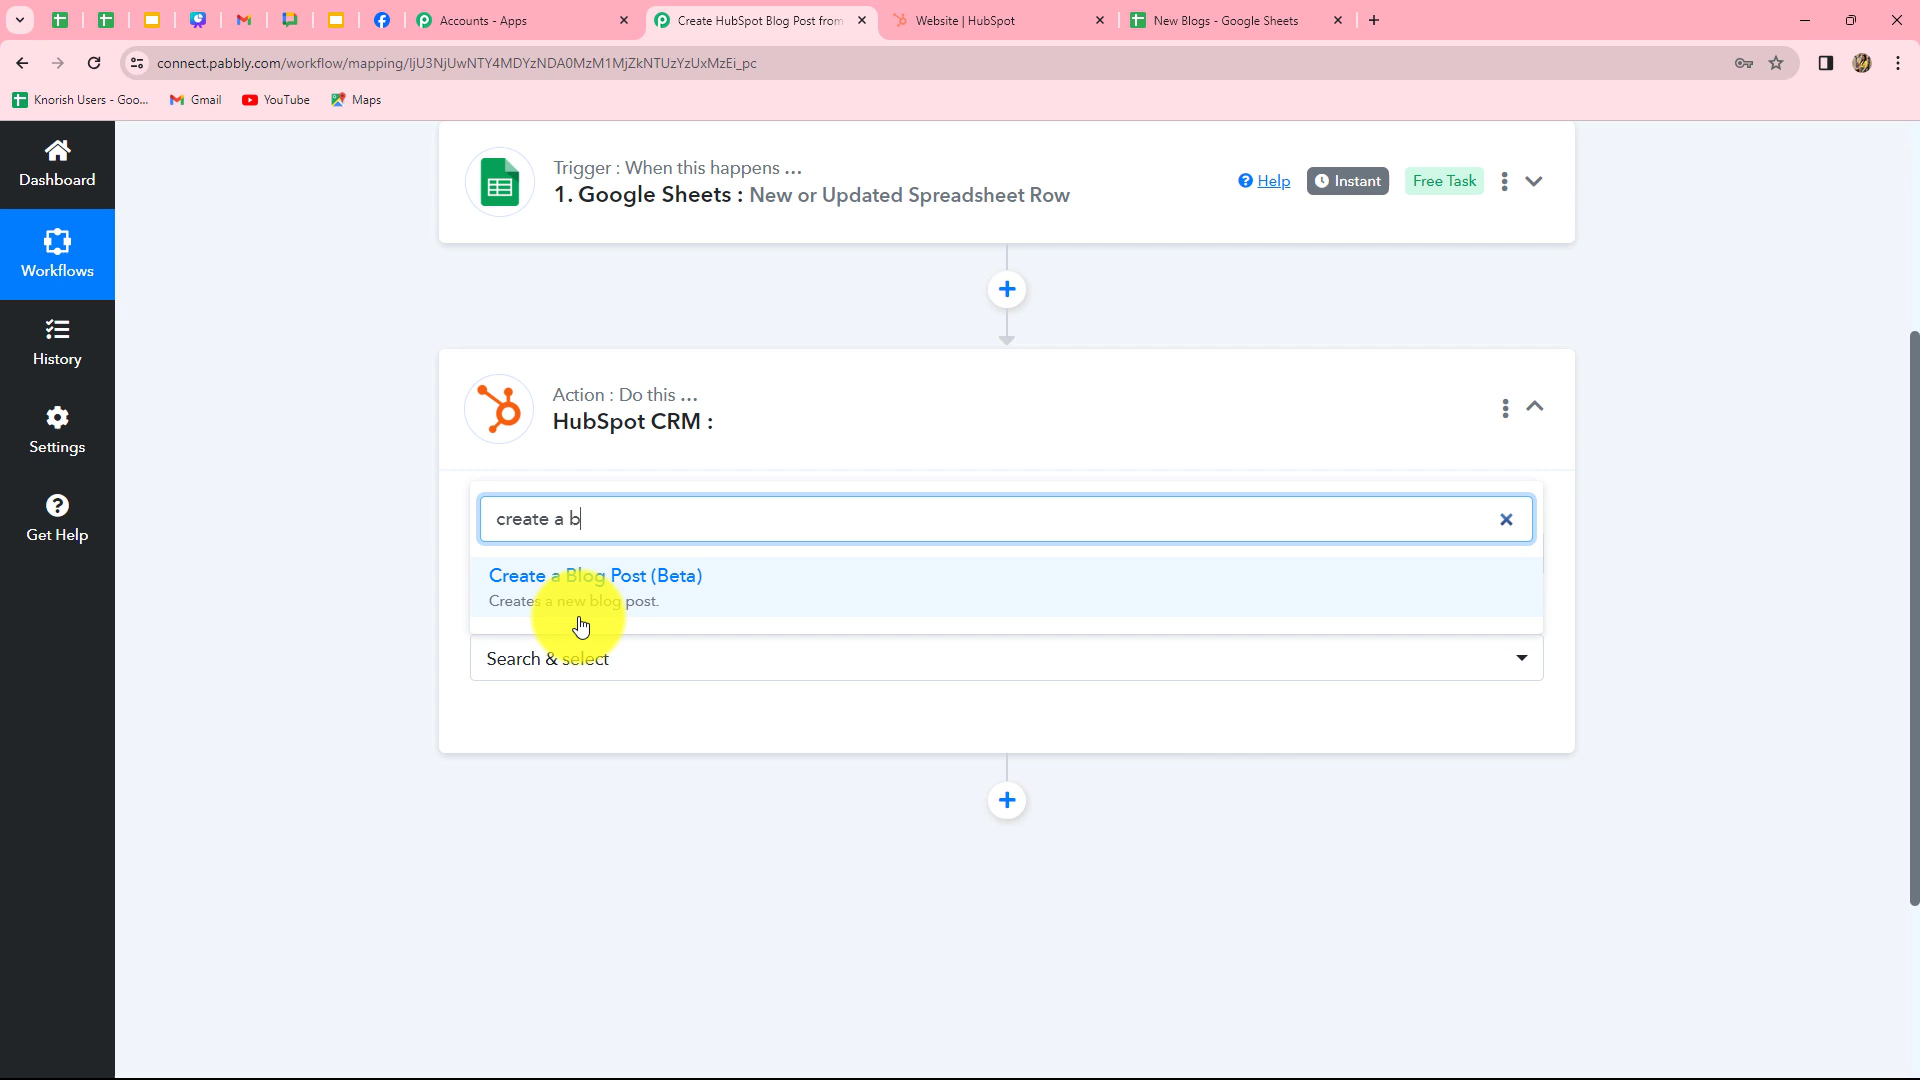 Accounts - Apps
Create HubSpot Blog Post from
Website | HubSpot
New Blogs - Google Sheets
connect.pabbly.com/workflow/mapping/IjU3NjUwNTY4MDYzNDA0MzM1MjZkNTUzYzUxMzEi_pc
Knorish Users - Goo...
Gmail
YouTube
Maps
Dashboard
Workflows
History
Settings
Get Help
Trigger : When this happens ...
1. Google Sheets : New or Updated Spreadsheet Row
Help
Instant
Free Task
Action : Do this ...
HubSpot CRM :
create a b
Create a Blog Post (Beta)
Creates a new blog post.
Search & select